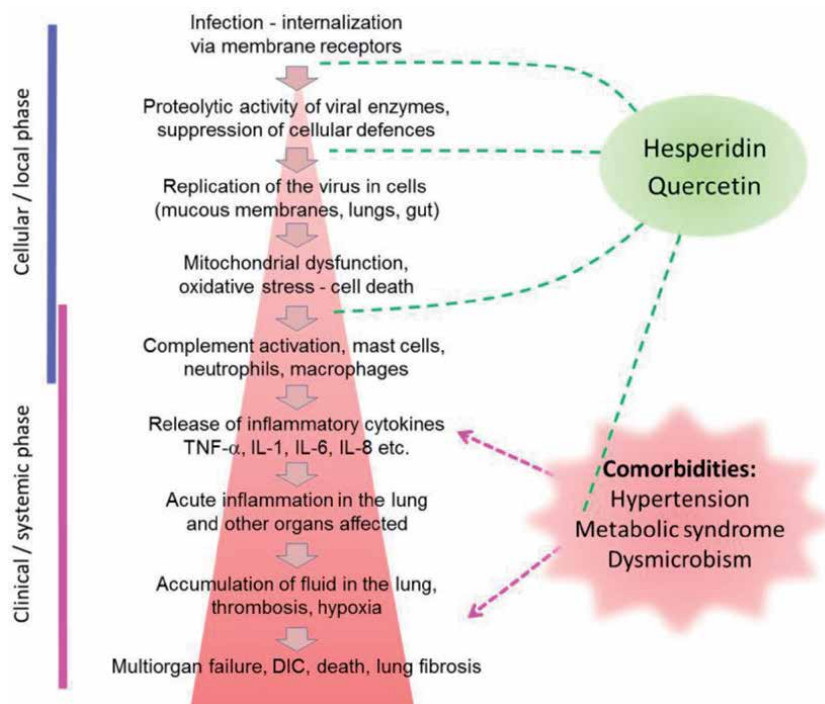 Infection - internalization
via membrane receptors
Proteolytic activity of viral enzymes,
suppression of cellular defences
Replication of the virus in cells
(mucous membranes, lungs, gut)
Mitochondrial dysfunction,
oxidative stress - cell death
Complement activation, mast cells,
neutrophils, macrophages
Release of inflammatory cytokines
TNF-α, IL-1, IL-6, IL-8 etc.
Acute inflammation in the lung
and other organs affected
Accumulation of fluid in the lung,
thrombosis, hypoxia
Multiorgan failure, DIC, death, lung fibrosis
Cellular / local phase
Clinical / systemic phase
Hesperidin
Quercetin
Comorbidities:
Hypertension
Metabolic syndrome
Dysmicrobism